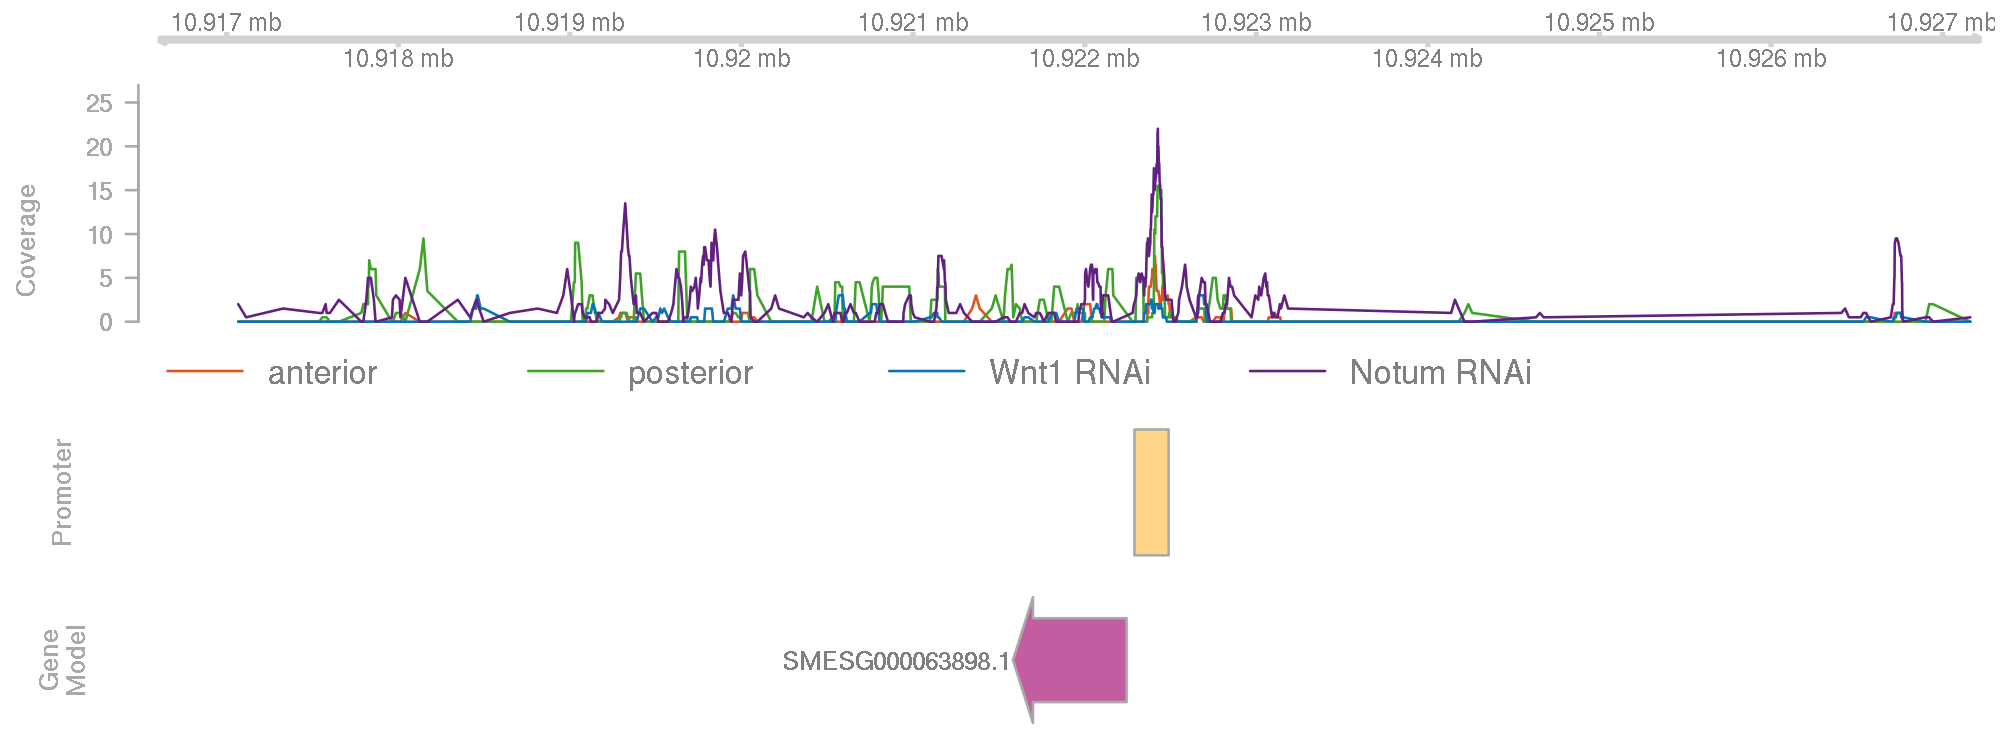 10.917 mb 10.919 mb 10.921 mb 10.923 mb 10.925 mb 10.927 mb
10.918 mb 10.92 mb 10.922 mb 10.924 mb 10.926 mb
Coverage
25
20
15
10
5
0
anterior posterior Wnt1 RNAi Notum RNAi
Promoter
Gene
Model
SMESG000063898.1